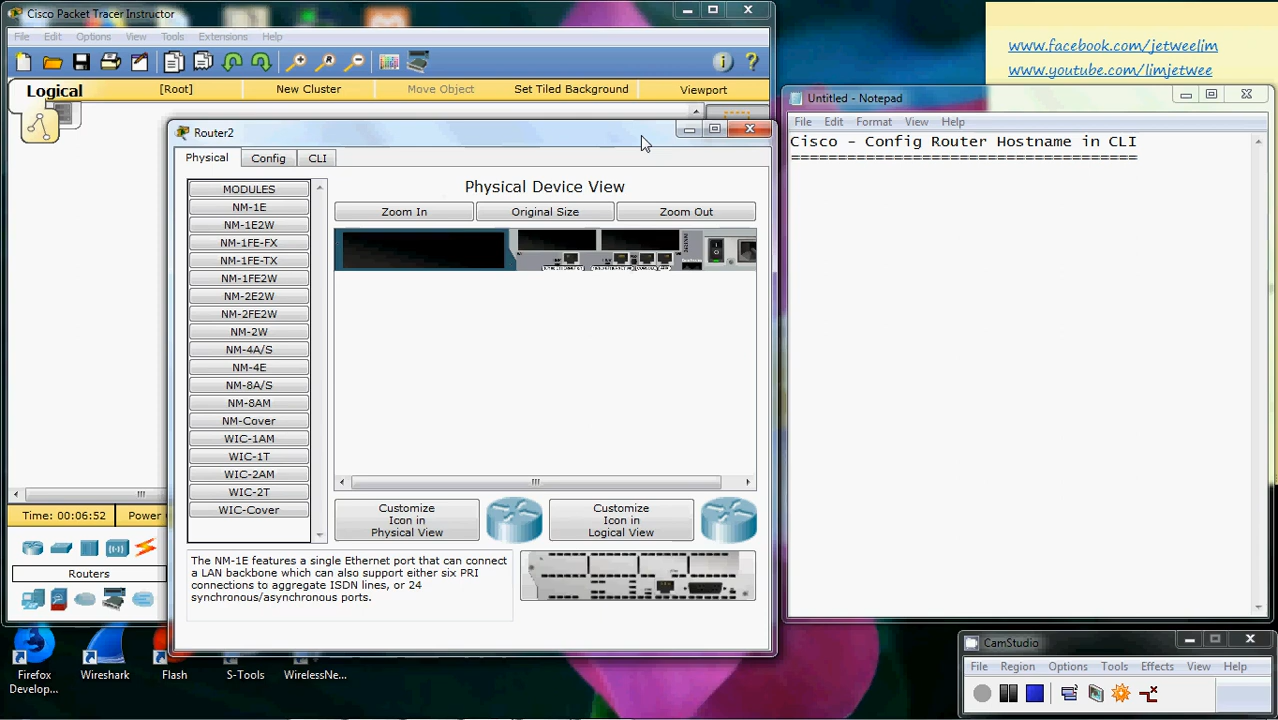 Cisco Packet Tracer Instructor
File Edit Options View Tools Extensions Help
Logical [Root] New Cluster Move Object Set Tiled Background Viewport
Router2
Physical Config CLI
MODULES
NM-1E
NM-1E2W
NM-1FE-FX
NM-1FE-TX
NM-1FE2W
NM-2E2W
NM-2FE2W
NM-2W
NM-4A/S
NM-4E
NM-8A/S
NM-8AM
NM-Cover
WIC-1AM
WIC-1T
WIC-2AM
WIC-2T
WIC-Cover
Physical Device View
Zoom In Original Size Zoom Out
Customize
Icon in
Physical View
Customize
Icon in
Logical View
The NM-1E features a single Ethernet port that can connect
a LAN backbone which can also support either six PRI
connections to aggregate ISDN lines, or 24
synchronous/asynchronous ports.
Time: 00:06:52 Power
Routers
www.facebook.com/jetweelim
www.youtube.com/limjetwee
Untitled - Notepad
File Edit Format View Help
Cisco - Config Router Hostname in CLI
=====================================
Firefox
Develop...
Wireshark
Flash
S-Tools
WirelessNe...
CamStudio
File Region Options Tools Effects View Help